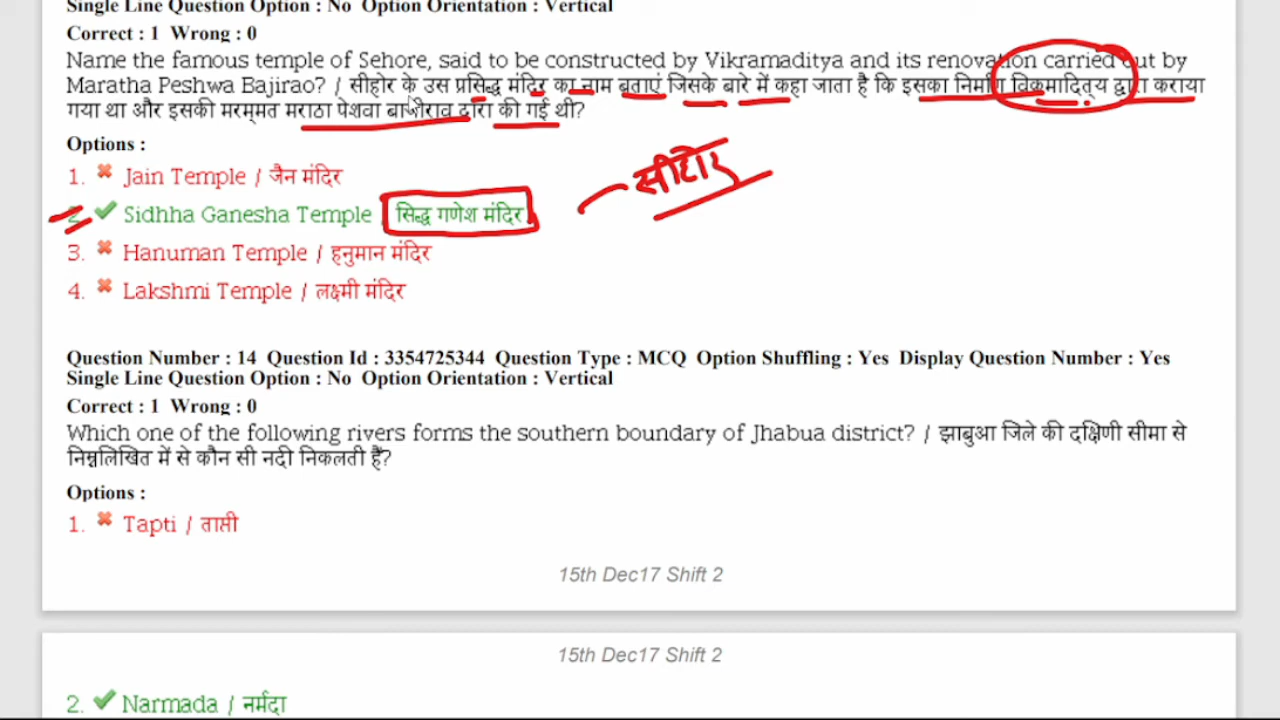 Single Line Question Option : No Option Orientation : Vertical
Correct : 1 Wrong : 0
Name the famous temple of Sehore, said to be constructed by Vikramaditya and its renovation carried out by
Maratha Peshwa Bajirao? / सीहोर के उस प्रसिद्ध मंदिर का नाम बताएं जिसके बारे में कहा जाता है कि इसका निर्माण विक्रमादित्य द्वारा कराया
गया था और इसकी मरम्मत मराठा पेशवा बाजीराव द्वारा की गई थी?
Options :
1. Jain Temple / जैन मंदिर
2. Sidhha Ganesha Temple / सिद्ध गणेश मंदिर
सीहोर
3. Hanuman Temple / हनुमान मंदिर
4. Lakshmi Temple / लक्ष्मी मंदिर
Question Number : 14 Question Id : 3354725344 Question Type : MCQ Option Shuffling : Yes Display Question Number : Yes
Single Line Question Option : No Option Orientation : Vertical
Correct : 1 Wrong : 0
Which one of the following rivers forms the southern boundary of Jhabua district? / झाबुआ जिले की दक्षिणी सीमा से
निम्नलिखित में से कौन सी नदी निकलती हैं?
Options :
1. Tapti / ताप्ती
15th Dec17 Shift 2
15th Dec17 Shift 2
2. Narmada / नर्मदा